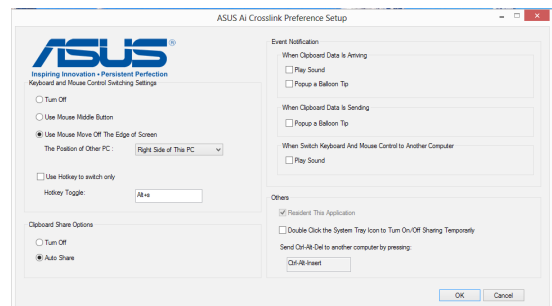 ASUS Ai Crosslink Preference Setup
ASUS®
Inspiring Innovation • Persistent Perfection
Keyboard and Mouse Control Switching Settings
Turn Off
Use Mouse Middle Button
Use Mouse Move Off The Edge of Screen
The Position of Other PC :
Right Side of This PC
Use Hotkey to switch only
Hotkey Toggle:
Alt+s
Clipboard Share Options
Turn Off
Auto Share
Event Notification
When Clipboard Data Is Arriving
Play Sound
Popup a Balloon Tip
When Clipboard Data Is Sending
Popup a Balloon Tip
When Switch Keyboard And Mouse Control to Another Computer
Play Sound
Others
Resident This Application
Double Click the System Tray Icon to Turn On/Off Sharing Temporarily
Send Ctrl-Alt-Del to another computer by pressing:
Ctrl-Alt-Insert
OK
Cancel